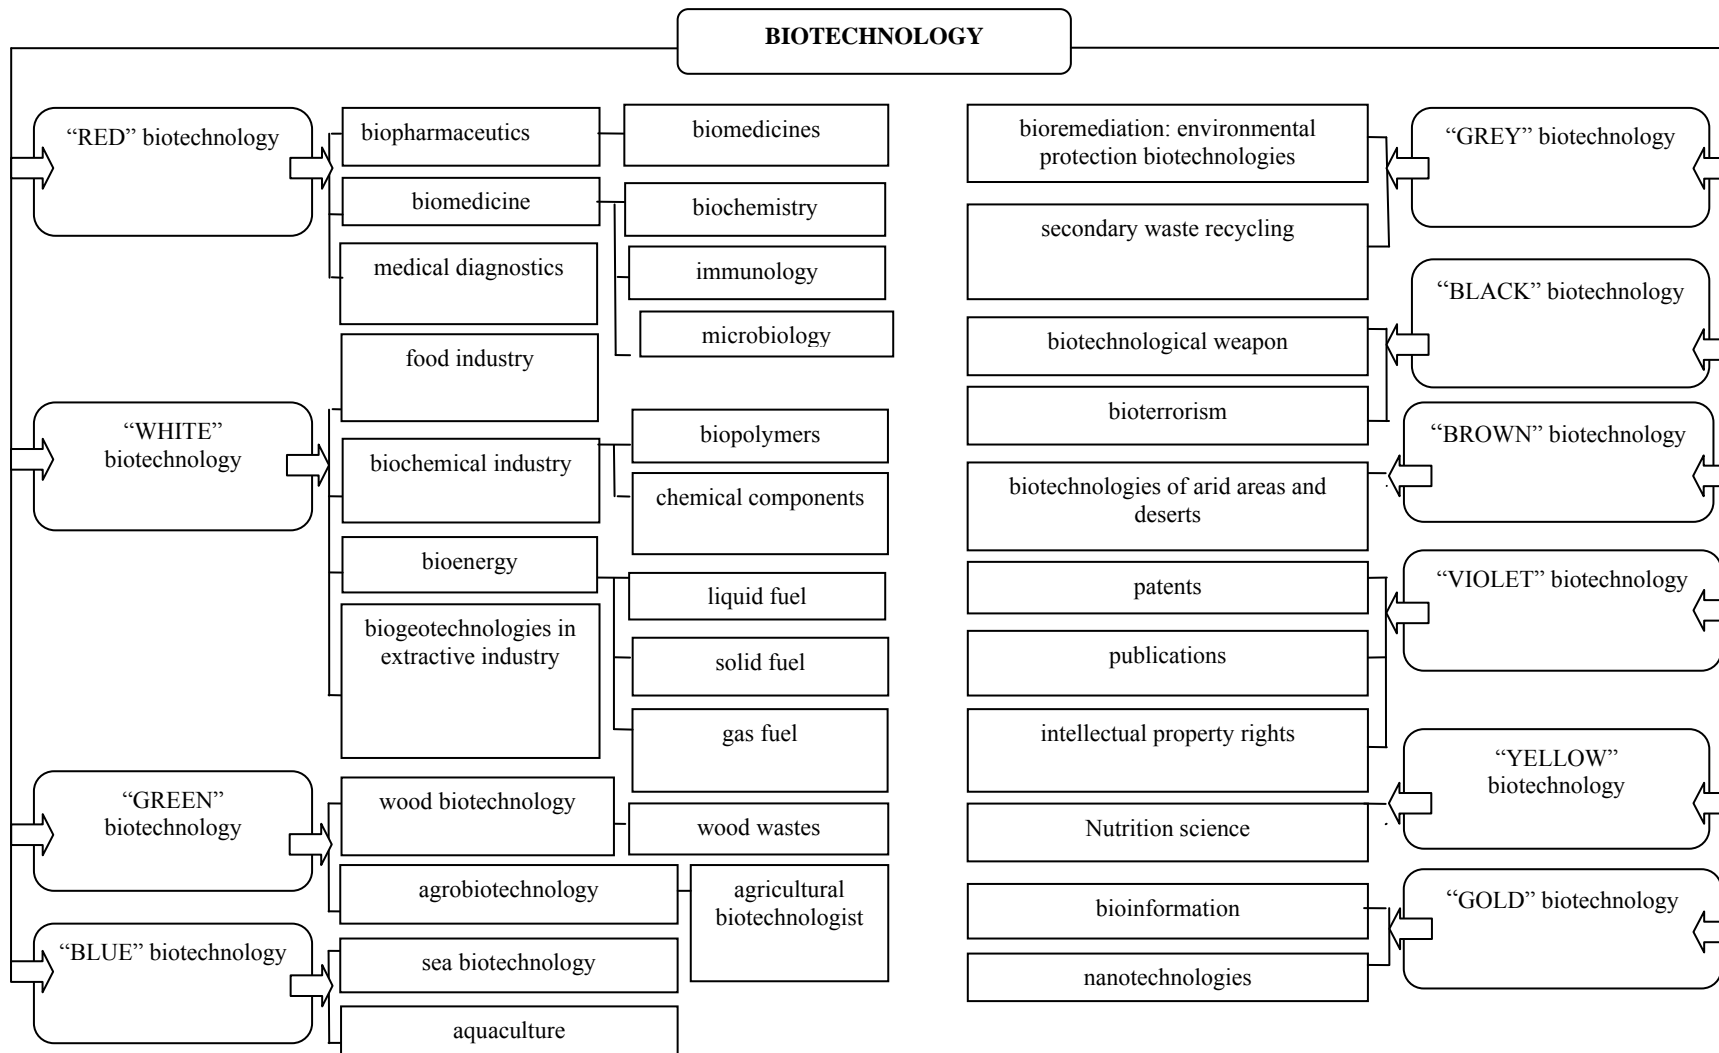 BIOTECHNOLOGY
“RED” biotechnology
biopharmaceutics
biomedicines
biomedicine
biochemistry
immunology
microbiology
medical diagnostics
“WHITE”
biotechnology
food industry
biochemical industry
biopolymers
chemical components
bioenergy
liquid fuel
solid fuel
gas fuel
biogeotechnologies in
extractive industry
“GREEN”
biotechnology
wood biotechnology
wood wastes
agrobiotechnology
agricultural
biotechnologist
“BLUE” biotechnology
sea biotechnology
aquaculture
“GREY” biotechnology
bioremediation: environmental
protection biotechnologies
secondary waste recycling
“BLACK” biotechnology
biotechnological weapon
bioterrorism
“BROWN” biotechnology
biotechnologies of arid areas and
deserts
“VIOLET” biotechnology
patents
publications
intellectual property rights
“YELLOW”
biotechnology
Nutrition science
“GOLD” biotechnology
bioinformation
nanotechnologies